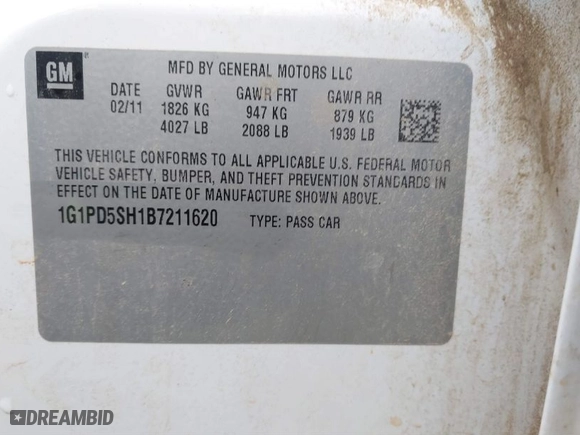 GM
MFD BY GENERAL MOTORS LLC
DATE GVWR GAWR FRT GAWR RR
02/11 1826 KG 947 KG 879 KG
4027 LB 2088 LB 1939 LB
THIS VEHICLE CONFORMS TO ALL APPLICABLE U.S. FEDERAL MOTOR
VEHICLE SAFETY, BUMPER, AND THEFT PREVENTION STANDARDS IN
EFFECT ON THE DATE OF MANUFACTURE SHOWN ABOVE.
1G1PD5SH1B7211620 TYPE: PASS CAR
DREAMBID